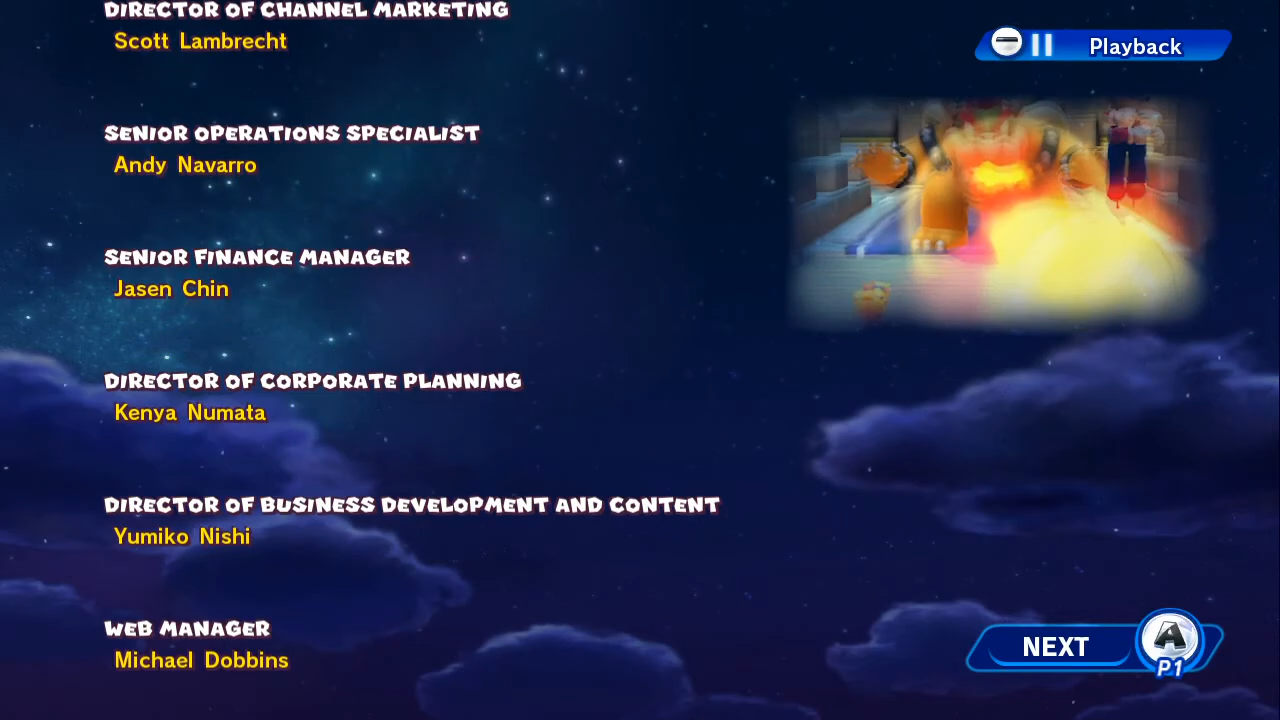 DIRECTOR OF CHANNEL MARKETING
Scott Lambrecht
Playback
SENIOR OPERATIONS SPECIALIST
Andy Navarro
SENIOR FINANCE MANAGER
Jasen Chin
DIRECTOR OF CORPORATE PLANNING
Kenya Numata
DIRECTOR OF BUSINESS DEVELOPMENT AND CONTENT
Yumiko Nishi
WEB MANAGER
Michael Dobbins
NEXT
A
P1